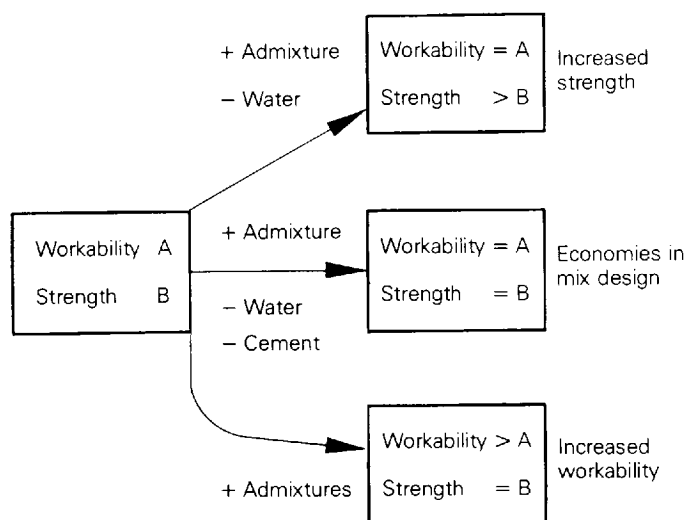 + Admixture
− Water
Workability = A
Strength > B
Increased
strength
Workability A
Strength B
+ Admixture
− Water
− Cement
Workability = A
Strength = B
Economies in
mix design
+ Admixtures
Workability > A
Strength = B
Increased
workability